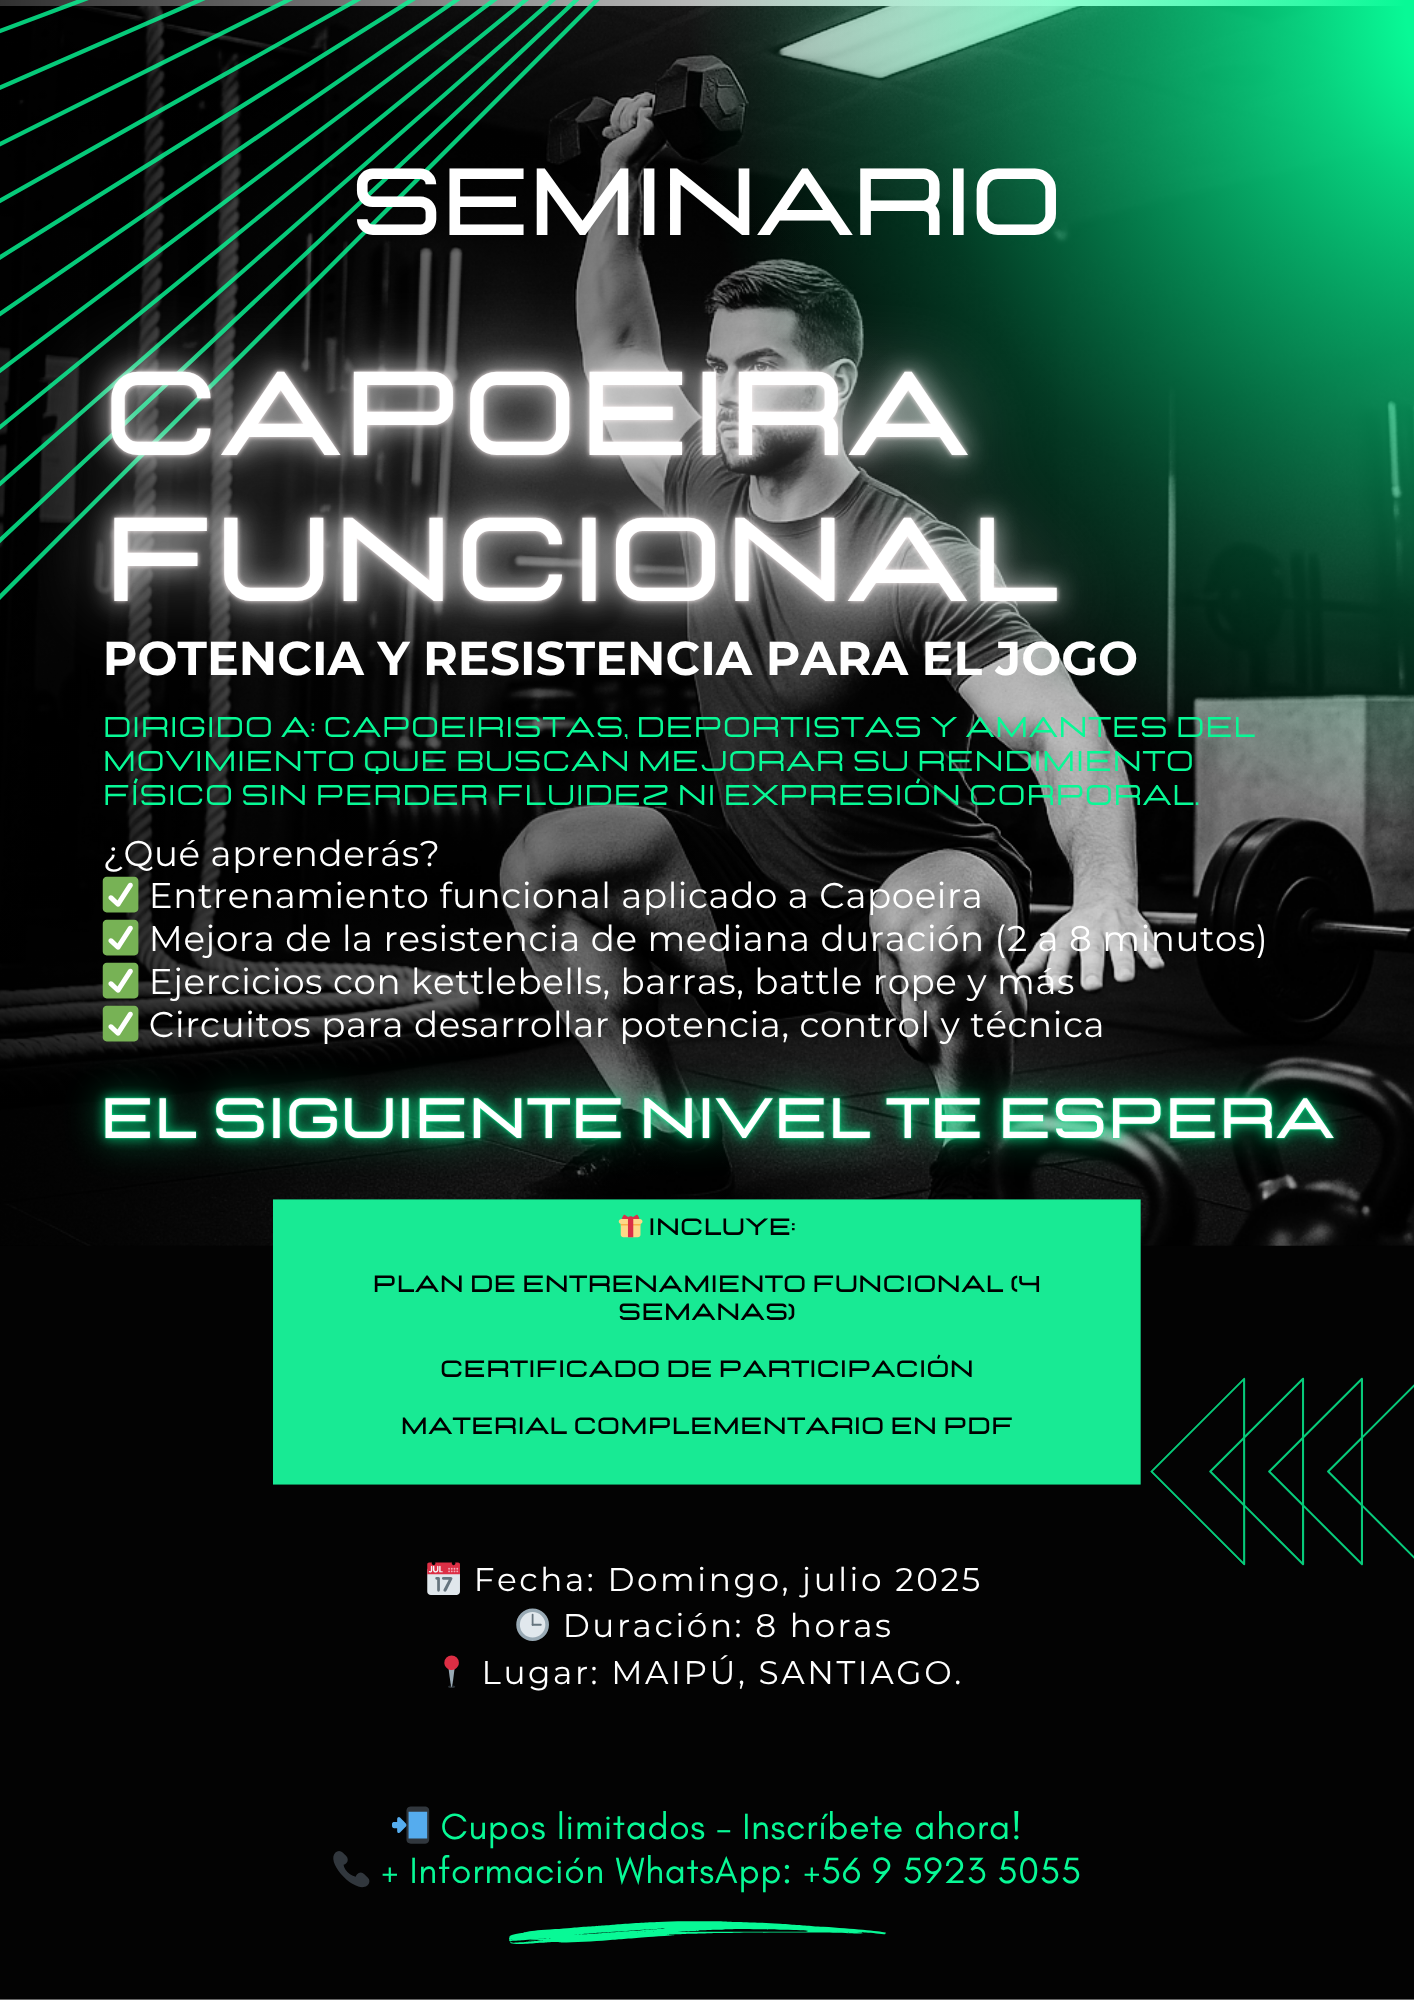 SEMINARIO
CAPOEIRA
FUNCIONAL
POTENCIA Y RESISTENCIA PARA EL JOGO
DIRIGIDO A: CAPOEIRISTAS, DEPORTISTAS Y AMANTES DEL
MOVIMIENTO QUE BUSCAN MEJORAR SU RENDIMIENTO
FÍSICO SIN PERDER FLUIDEZ NI EXPRESIÓN CORPORAL.
¿Qué aprenderás?
✅ Entrenamiento funcional aplicado a Capoeira
✅ Mejora de la resistencia de mediana duración (2 a 8 minutos)
✅ Ejercicios con kettlebells, barras, battle rope y más
✅ Circuitos para desarrollar potencia, control y técnica
EL SIGUIENTE NIVEL TE ESPERA
🎁 INCLUYE:
PLAN DE ENTRENAMIENTO FUNCIONAL (4
SEMANAS)
CERTIFICADO DE PARTICIPACIÓN
MATERIAL COMPLEMENTARIO EN PDF
📅 Fecha: Domingo, julio 2025
🕒 Duración: 8 horas
📍 Lugar: MAIPÚ, SANTIAGO.
📲 Cupos limitados – Inscríbete ahora!
📞 + Información WhatsApp: +56 9 5923 5055